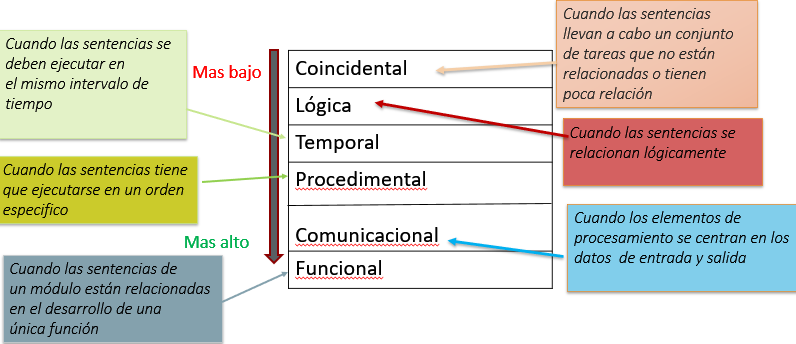 Cuando las sentencias se
deben ejecutar en
el mismo intervalo de
tiempo
Cuando las sentencias tiene
que ejecutarse en un orden
especifico
Cuando las sentencias de
un módulo están relacionadas
en el desarrollo de una
única función
Mas bajo
Mas alto
Coincidental
Lógica
Temporal
Procedimental
Comunicacional
Funcional
Cuando las sentencias
llevan a cabo un conjunto
de tareas que no están
relacionadas o tienen
poca relación
Cuando las sentencias se
relacionan lógicamente
Cuando los elementos de
procesamiento se centran en los
datos de entrada y salida